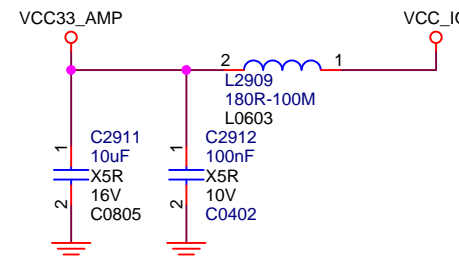 VCC33_AMP
2
1
L2909
180R-100M
L0603
1
C2911
10uF
X5R
16V
2
C0805
1
C2912
100nF
X5R
10V
2
C0402